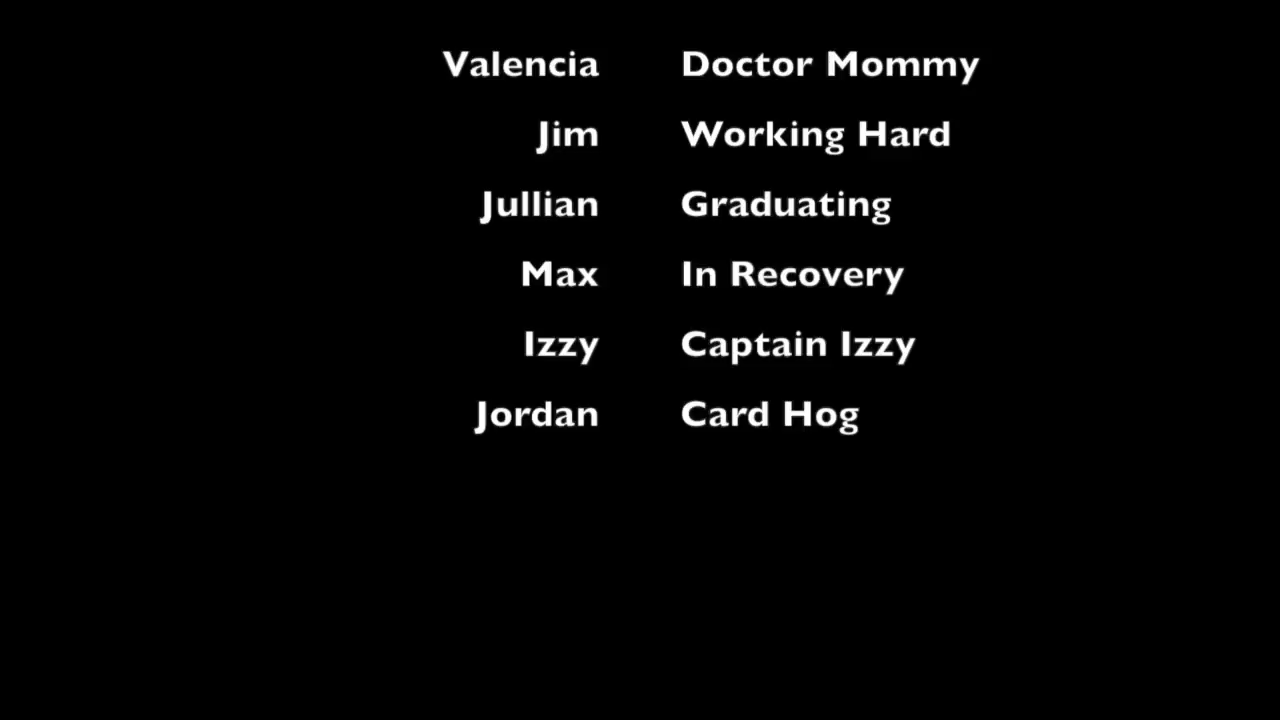 Valencia Doctor Mommy
Jim Working Hard
Jullian Graduating
Max In Recovery
Izzy Captain Izzy
Jordan Card Hog